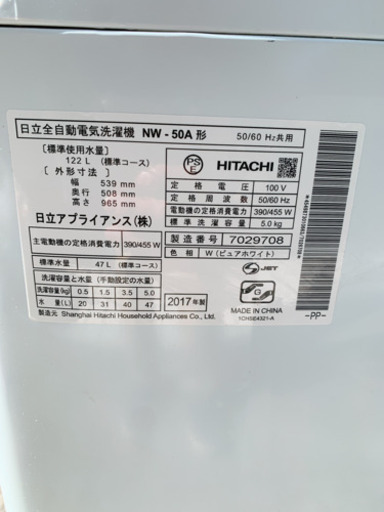 日立全自動電気洗濯機 NW-50A 形 50/60 Hz共用
[標準使用水量]
122 L (標準コース)
[外形寸法]
幅 539 mm
奥行 508 mm
高さ 965 mm
日立アプライアンス(株)
PS E
HITACHI
定格電圧 100 V
定格周波数 50/60 Hz
電動機の定格消費電力 390/455 W
標準洗濯容量 5.0 kg
主電動機の定格消費電力 390/455 W
製造番号 7029708
色 W (ピュアホワイト)
標準水量 47 L
洗濯容量と水量 (手動設定の水量)
洗濯容量(kg) 0.5 1.5 3.5 5.0
水量(L) 20 31 40 47
2017年製
S JET
G
MADE IN CHINA
製造元 Shanghai Hitachi Household Appliances Co., Ltd.
-PP-